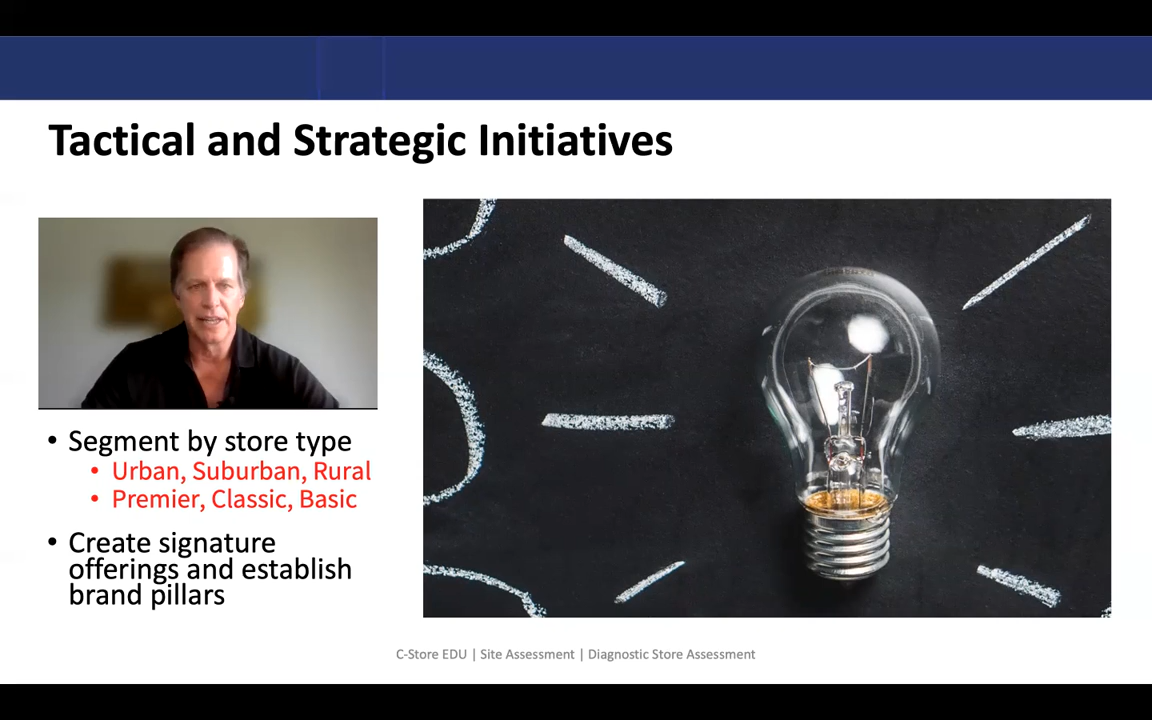 Tactical and Strategic Initiatives
• Segment by store type
• Urban, Suburban, Rural
• Premier, Classic, Basic
• Create signature
offerings and establish
brand pillars
C-Store EDU | Site Assessment | Diagnostic Store Assessment